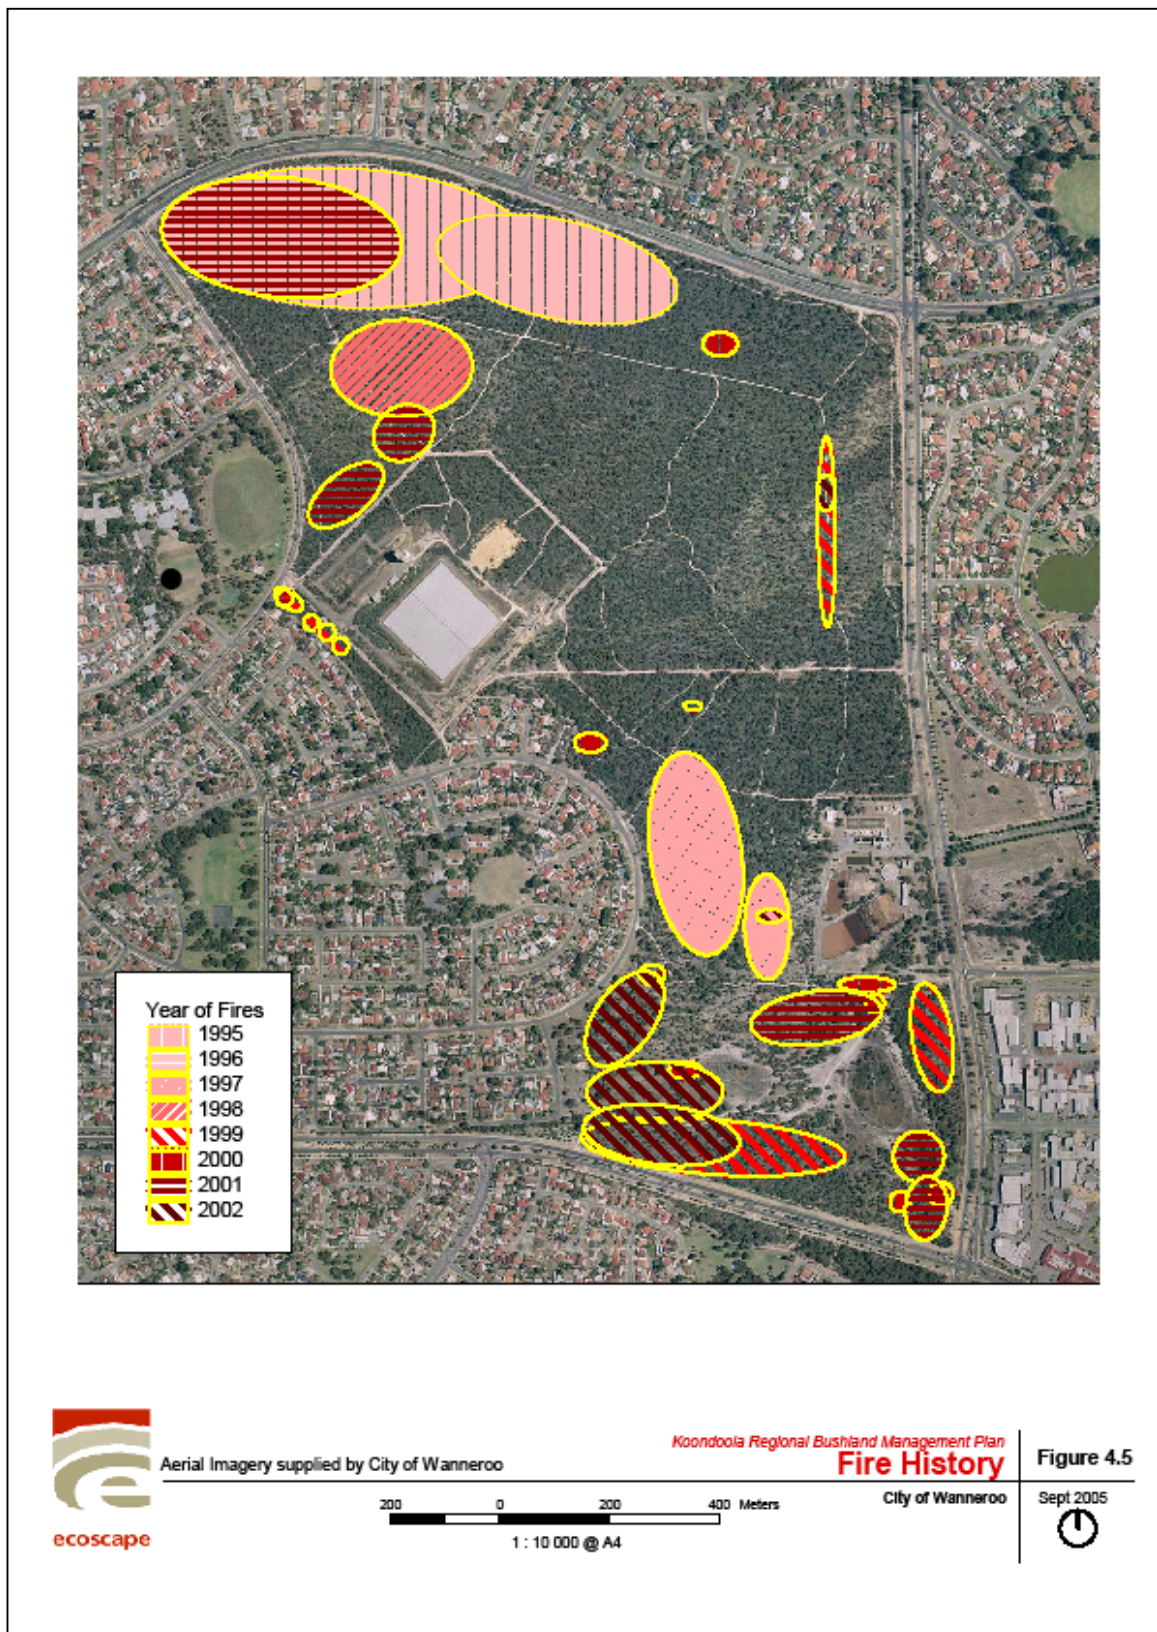 Year of Fires
1995
1996
1997
1998
1999
2000
2001
2002
Koondoola Regional Bushland Management Plan
Aerial Imagery supplied by City of Wanneroo
Fire History
Figure 4.5
City of Wanneroo
Sept 2005
200 0 200 400 Meters
1 : 10 000 @ A4
ecoscape